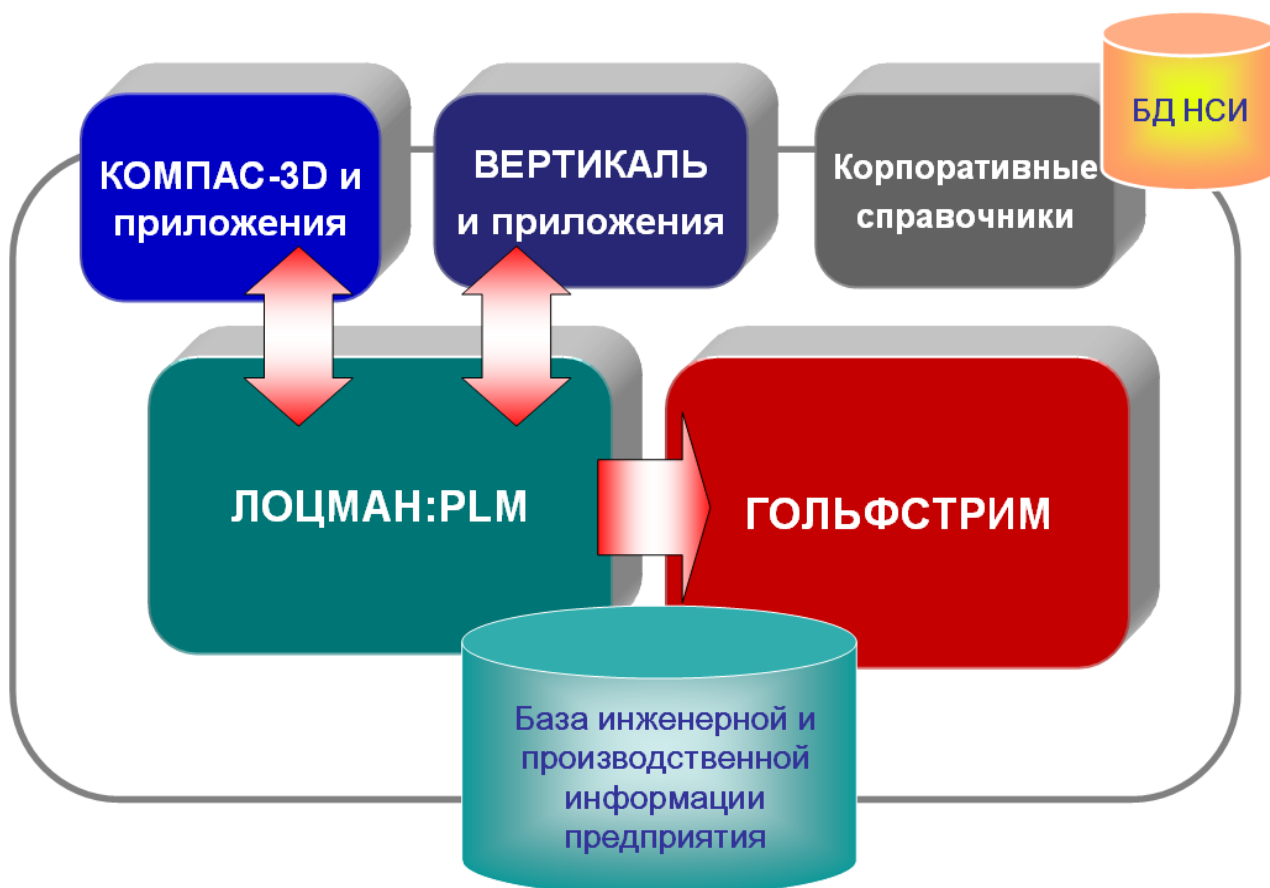 КОМПАС-3D и
приложения
ВЕРТИКАЛЬ
и приложения
Корпоративные
справочники
БД НСИ
ЛОЦМАН:PLM
ГОЛЬФСТРИМ
База инженерной и
производственной
информации
предприятия